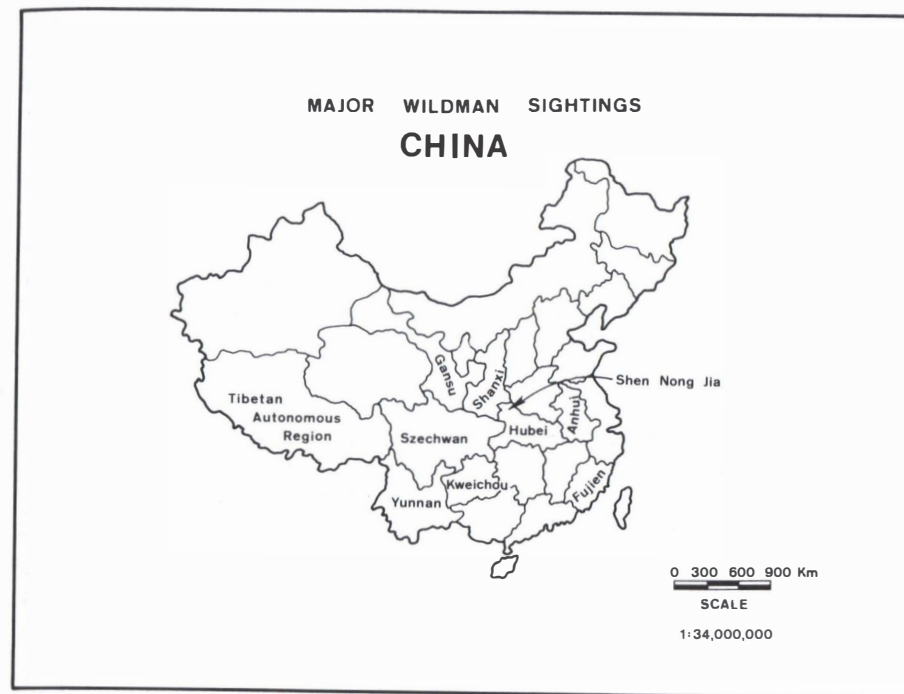 MAJOR WILDMAN SIGHTINGS
CHINA
Gansu
Shanxi
Shen Nong Jia
Tibetan
Autonomous
Region
Szechwan
Hubei
Anhui
Kweichou
Yunnan
Fujien
0 300 600 900 Km
SCALE
1:34,000,000